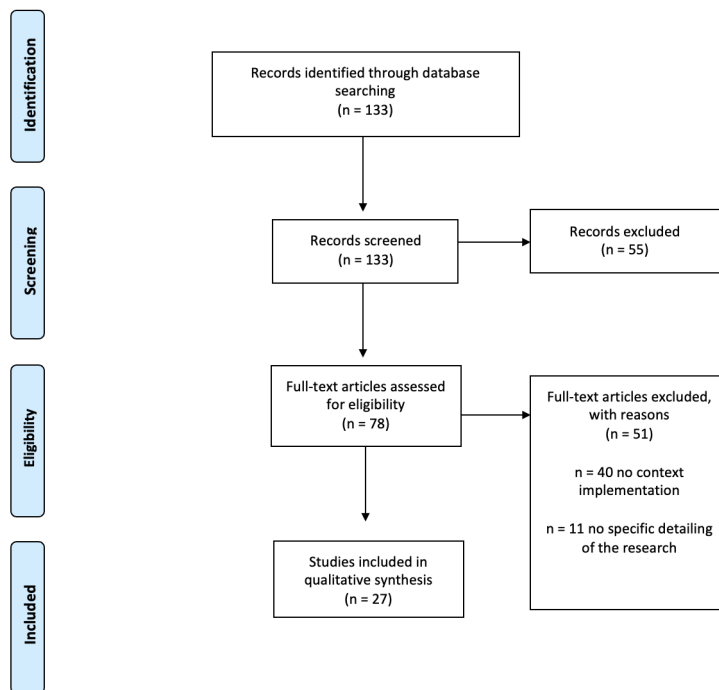 Identification
Records identified through database
searching
(n = 133)
Screening
Records screened
(n = 133)
Records excluded
(n = 55)
Eligibility
Full-text articles assessed
for eligibility
(n = 78)
Full-text articles excluded,
with reasons
(n = 51)
n = 40 no context
implementation
n = 11 no specific detailing
of the research
Included
Studies included in
qualitative synthesis
(n = 27)